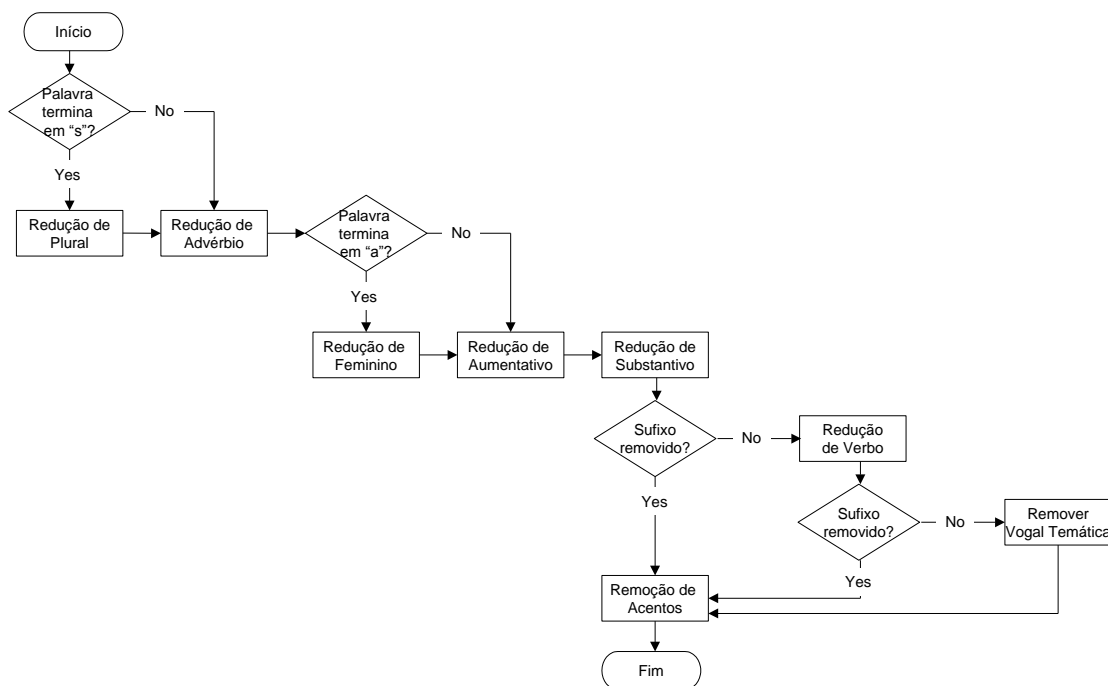 Início
Palavra
termina
em “s”?
No
Yes
Redução de
Plural
Redução de
Advérbio
Palavra
termina
em “a”?
No
Yes
Redução de
Feminino
Redução de
Aumentativo
Redução de
Substantivo
Sufixo
removido?
No
Redução
de Verbo
Yes
Sufixo
removido?
No
Remover
Vogal Temática
Yes
Remoção de
Acentos
Fim